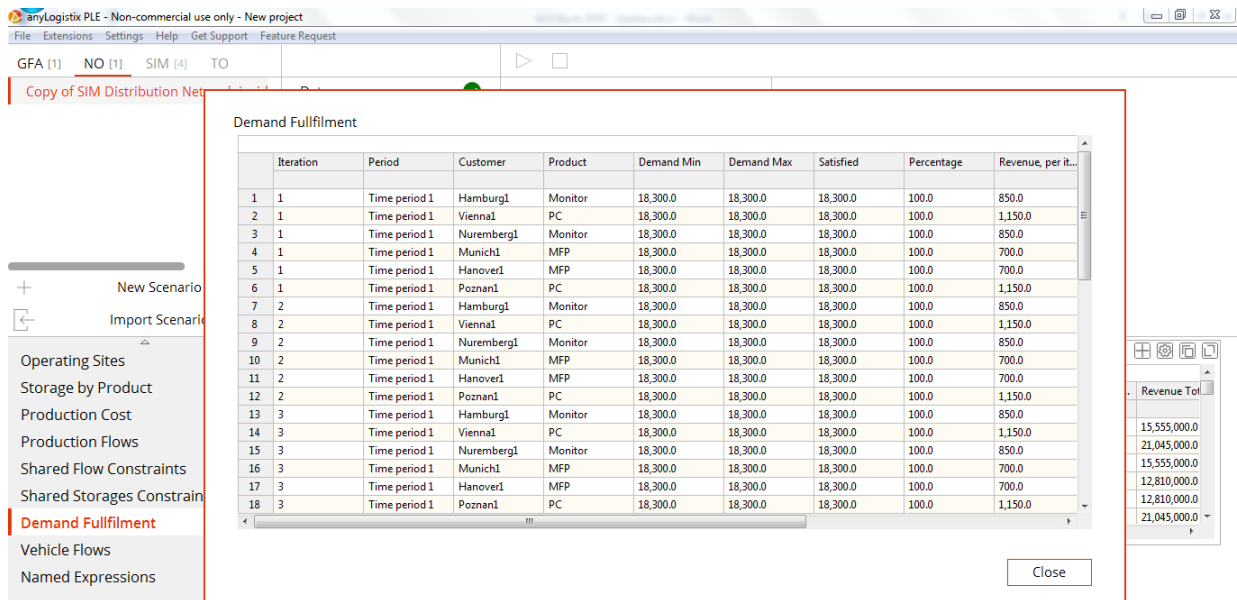 anyLogistix PLE - Non-commercial use only - New project
File Extensions Settings Help Get Support Feature Request
GFA [1] NO [1] SIM [4] TO
Copy of SIM Distribution Net
Demand Fullfilment
Iteration Period Customer Product Demand Min Demand Max Satisfied Percentage Revenue, per it...
1 1 Time period 1 Hamburg1 Monitor 18,300.0 18,300.0 18,300.0 100.0 850.0
2 1 Time period 1 Vienna1 PC 18,300.0 18,300.0 18,300.0 100.0 1,150.0
3 1 Time period 1 Nuremberg1 Monitor 18,300.0 18,300.0 18,300.0 100.0 850.0
4 1 Time period 1 Munich1 MFP 18,300.0 18,300.0 18,300.0 100.0 700.0
5 1 Time period 1 Hanover1 MFP 18,300.0 18,300.0 18,300.0 100.0 700.0
6 1 Time period 1 Poznan1 PC 18,300.0 18,300.0 18,300.0 100.0 1,150.0
7 2 Time period 1 Hamburg1 Monitor 18,300.0 18,300.0 18,300.0 100.0 850.0
8 2 Time period 1 Vienna1 PC 18,300.0 18,300.0 18,300.0 100.0 1,150.0
9 2 Time period 1 Nuremberg1 Monitor 18,300.0 18,300.0 18,300.0 100.0 850.0
10 2 Time period 1 Munich1 MFP 18,300.0 18,300.0 18,300.0 100.0 700.0
11 2 Time period 1 Hanover1 MFP 18,300.0 18,300.0 18,300.0 100.0 700.0
12 2 Time period 1 Poznan1 PC 18,300.0 18,300.0 18,300.0 100.0 1,150.0
13 3 Time period 1 Hamburg1 Monitor 18,300.0 18,300.0 18,300.0 100.0 850.0
14 3 Time period 1 Vienna1 PC 18,300.0 18,300.0 18,300.0 100.0 1,150.0
15 3 Time period 1 Nuremberg1 Monitor 18,300.0 18,300.0 18,300.0 100.0 850.0
16 3 Time period 1 Munich1 MFP 18,300.0 18,300.0 18,300.0 100.0 700.0
17 3 Time period 1 Hanover1 MFP 18,300.0 18,300.0 18,300.0 100.0 700.0
18 3 Time period 1 Poznan1 PC 18,300.0 18,300.0 18,300.0 100.0 1,150.0
Close
New Scenario
Import Scenario
Operating Sites
Storage by Product
Production Cost
Production Flows
Shared Flow Constraints
Shared Storages Constrain
Demand Fullfilment
Vehicle Flows
Named Expressions
Revenue Tot
15,555,000.0
21,045,000.0
15,555,000.0
12,810,000.0
12,810,000.0
21,045,000.0